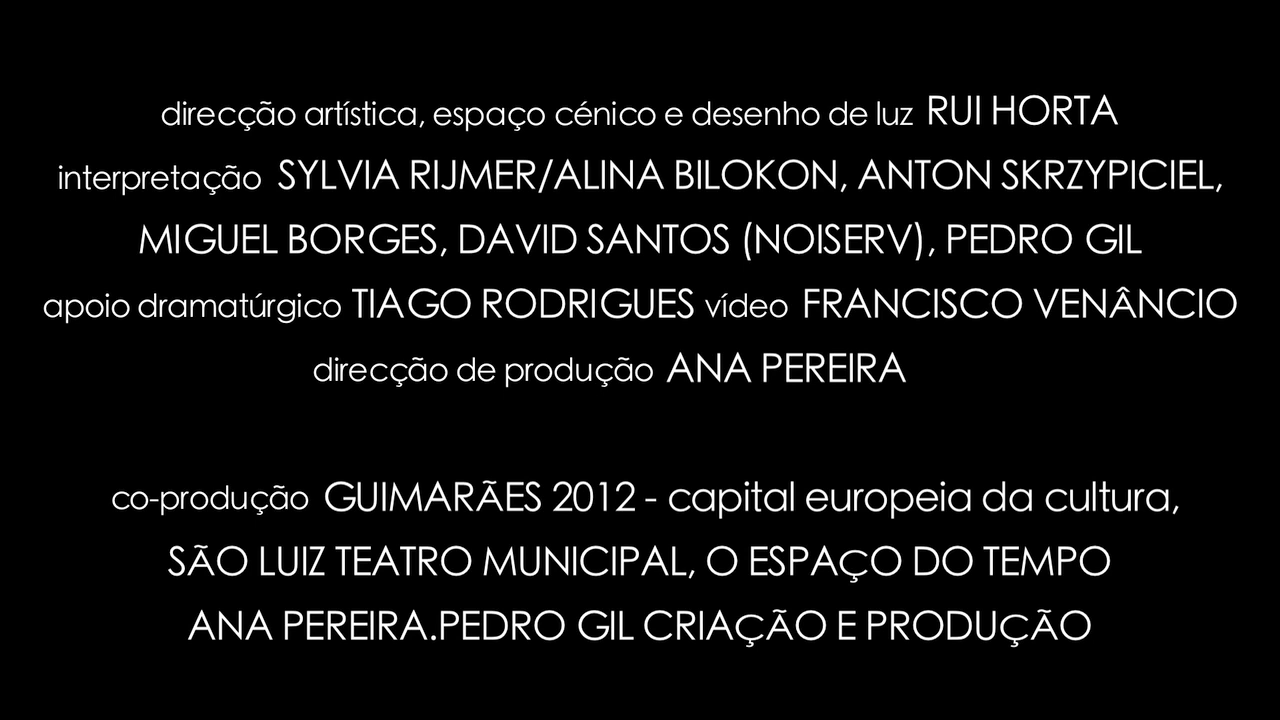 direcção artística, espaço cénico e desenho de luz RUI HORTA
interpretação SYLVIA RIJMER/ALINA BILOKON, ANTON SKRZYPICIEL,
MIGUEL BORGES, DAVID SANTOS (NOISERV), PEDRO GIL
apoio dramatúrgico TIAGO RODRIGUES vídeo FRANCISCO VENÂNCIO
direcção de produção ANA PEREIRA
co-produção GUIMARÃES 2012 - capital europeia da cultura,
SÃO LUIZ TEATRO MUNICIPAL, O ESPAÇO DO TEMPO
ANA PEREIRA.PEDRO GIL CRIAÇÃO E PRODUÇÃO